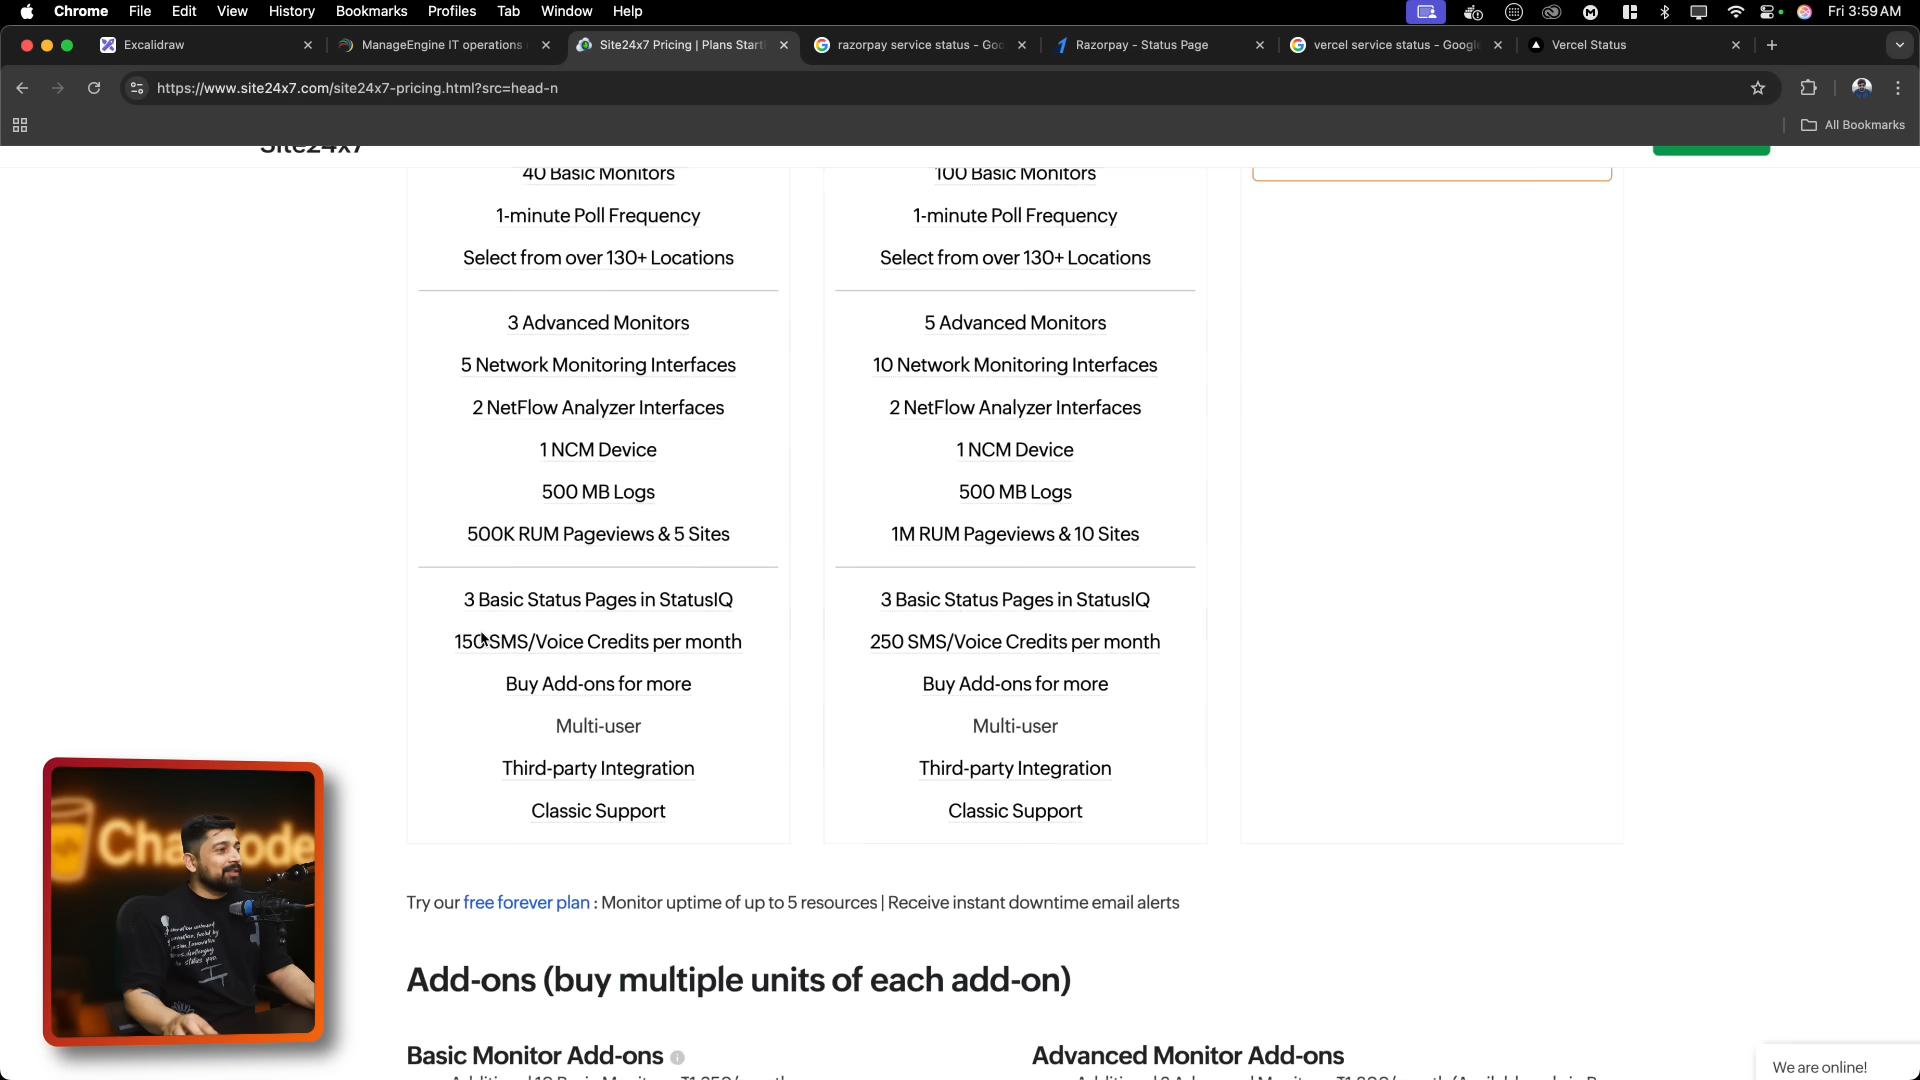 Chrome File Edit View History Bookmarks Profiles Tab Window Help Fri 3:59 AM
Excalidraw ManageEngine IT operations Site24x7 Pricing | Plans Starti razorpay service status - Goo Razorpay - Status Page vercel service status - Google Vercel Status
https://www.site24x7.com/site24x7-pricing.html?src=head-n
All Bookmarks
Site24x7
40 Basic Monitors
1-minute Poll Frequency
Select from over 130+ Locations
3 Advanced Monitors
5 Network Monitoring Interfaces
2 NetFlow Analyzer Interfaces
1 NCM Device
500 MB Logs
500K RUM Pageviews & 5 Sites
3 Basic Status Pages in StatusIQ
150 SMS/Voice Credits per month
Buy Add-ons for more
Multi-user
Third-party Integration
Classic Support
100 Basic Monitors
1-minute Poll Frequency
Select from over 130+ Locations
5 Advanced Monitors
10 Network Monitoring Interfaces
2 NetFlow Analyzer Interfaces
1 NCM Device
500 MB Logs
1M RUM Pageviews & 10 Sites
3 Basic Status Pages in StatusIQ
250 SMS/Voice Credits per month
Buy Add-ons for more
Multi-user
Third-party Integration
Classic Support
Try our free forever plan : Monitor uptime of up to 5 resources | Receive instant downtime email alerts
Add-ons (buy multiple units of each add-on)
Basic Monitor Add-ons
Advanced Monitor Add-ons
We are online!